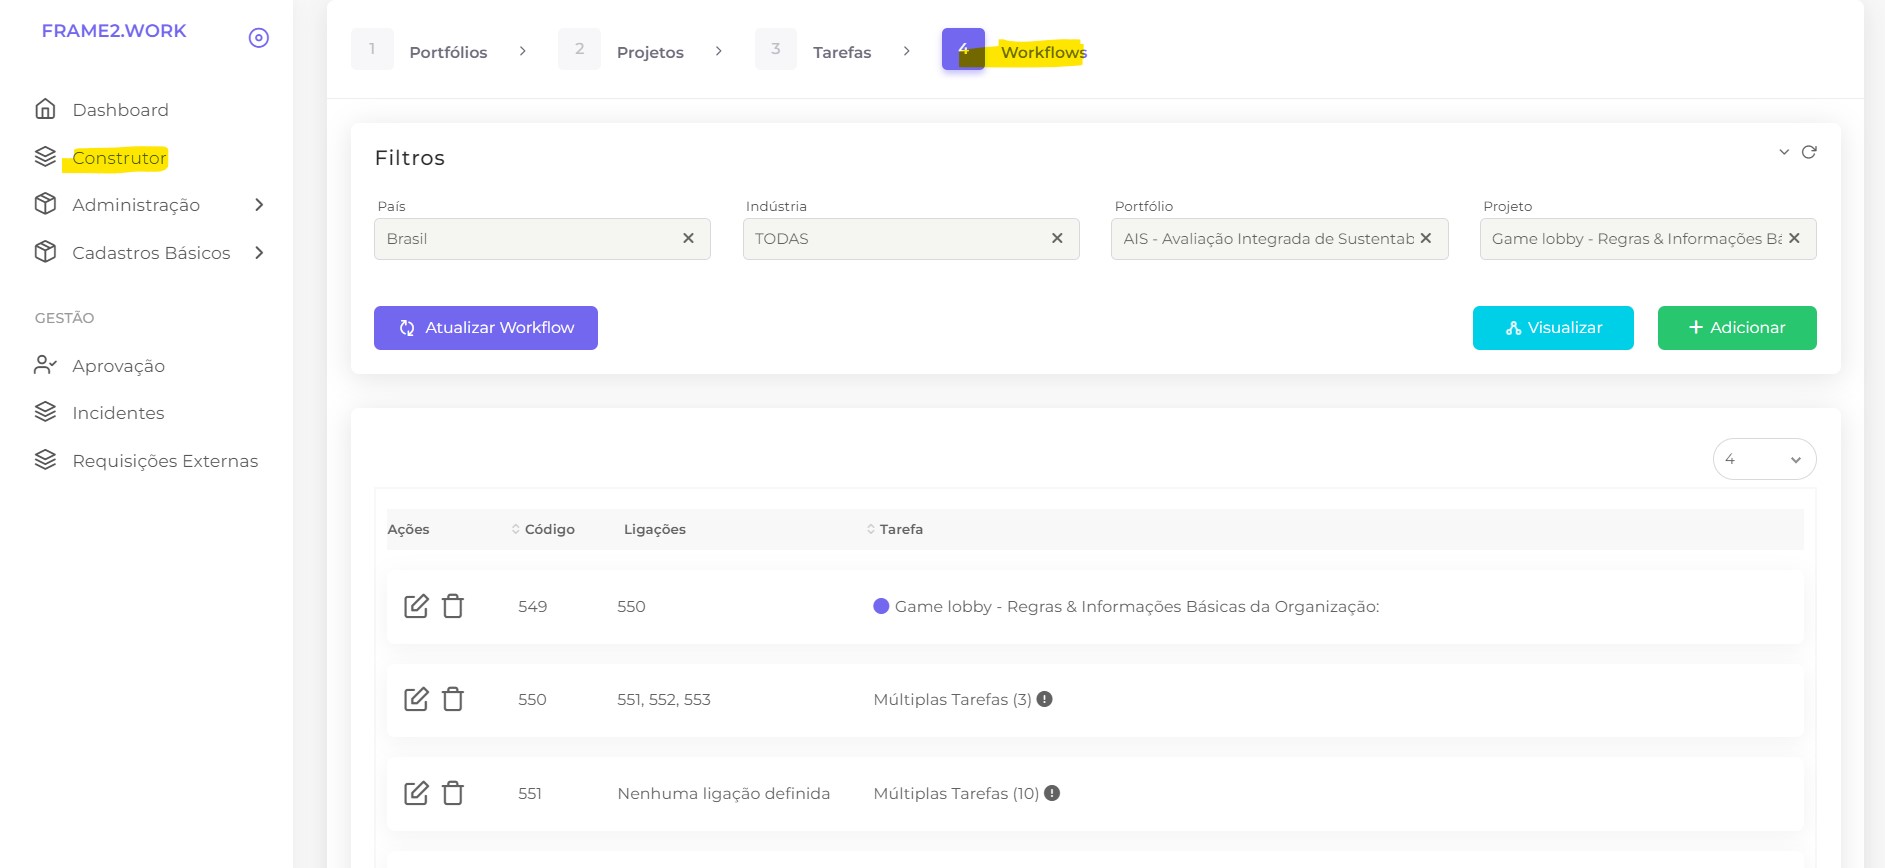 FRAME2.WORK
Dashboard
Construtor
Administração
Cadastros Básicos
GESTÃO
Aprovação
Incidentes
Requisições Externas
1 Portfólios 2 Projetos 3 Tarefas 4 Workflows
Filtros
País Indústria Portfólio Projeto
Brasil TODAS AIS - Avaliação Integrada de Sustentab Game lobby - Regras & Informações Bá
Atualizar Workflow Visualizar Adicionar
4
Ações Código Ligações Tarefa
549 550 Game lobby - Regras & Informações Básicas da Organização:
550 551, 552, 553 Múltiplas Tarefas (3)
551 Nenhuma ligação definida Múltiplas Tarefas (10)